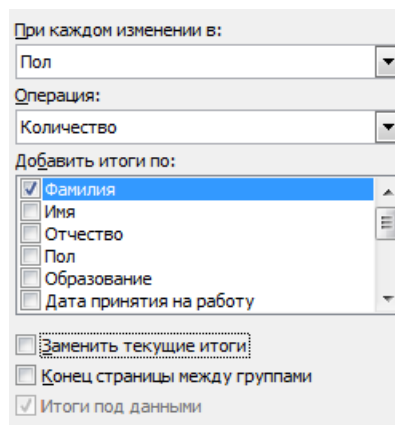 При каждом изменении в:
Пол
Операция:
Количество
Добавить итоги по:
Фамилия
Имя
Отчество
Пол
Образование
Дата принятия на работу
Заменить текущие итоги
Конец страницы между группами
Итоги под данными